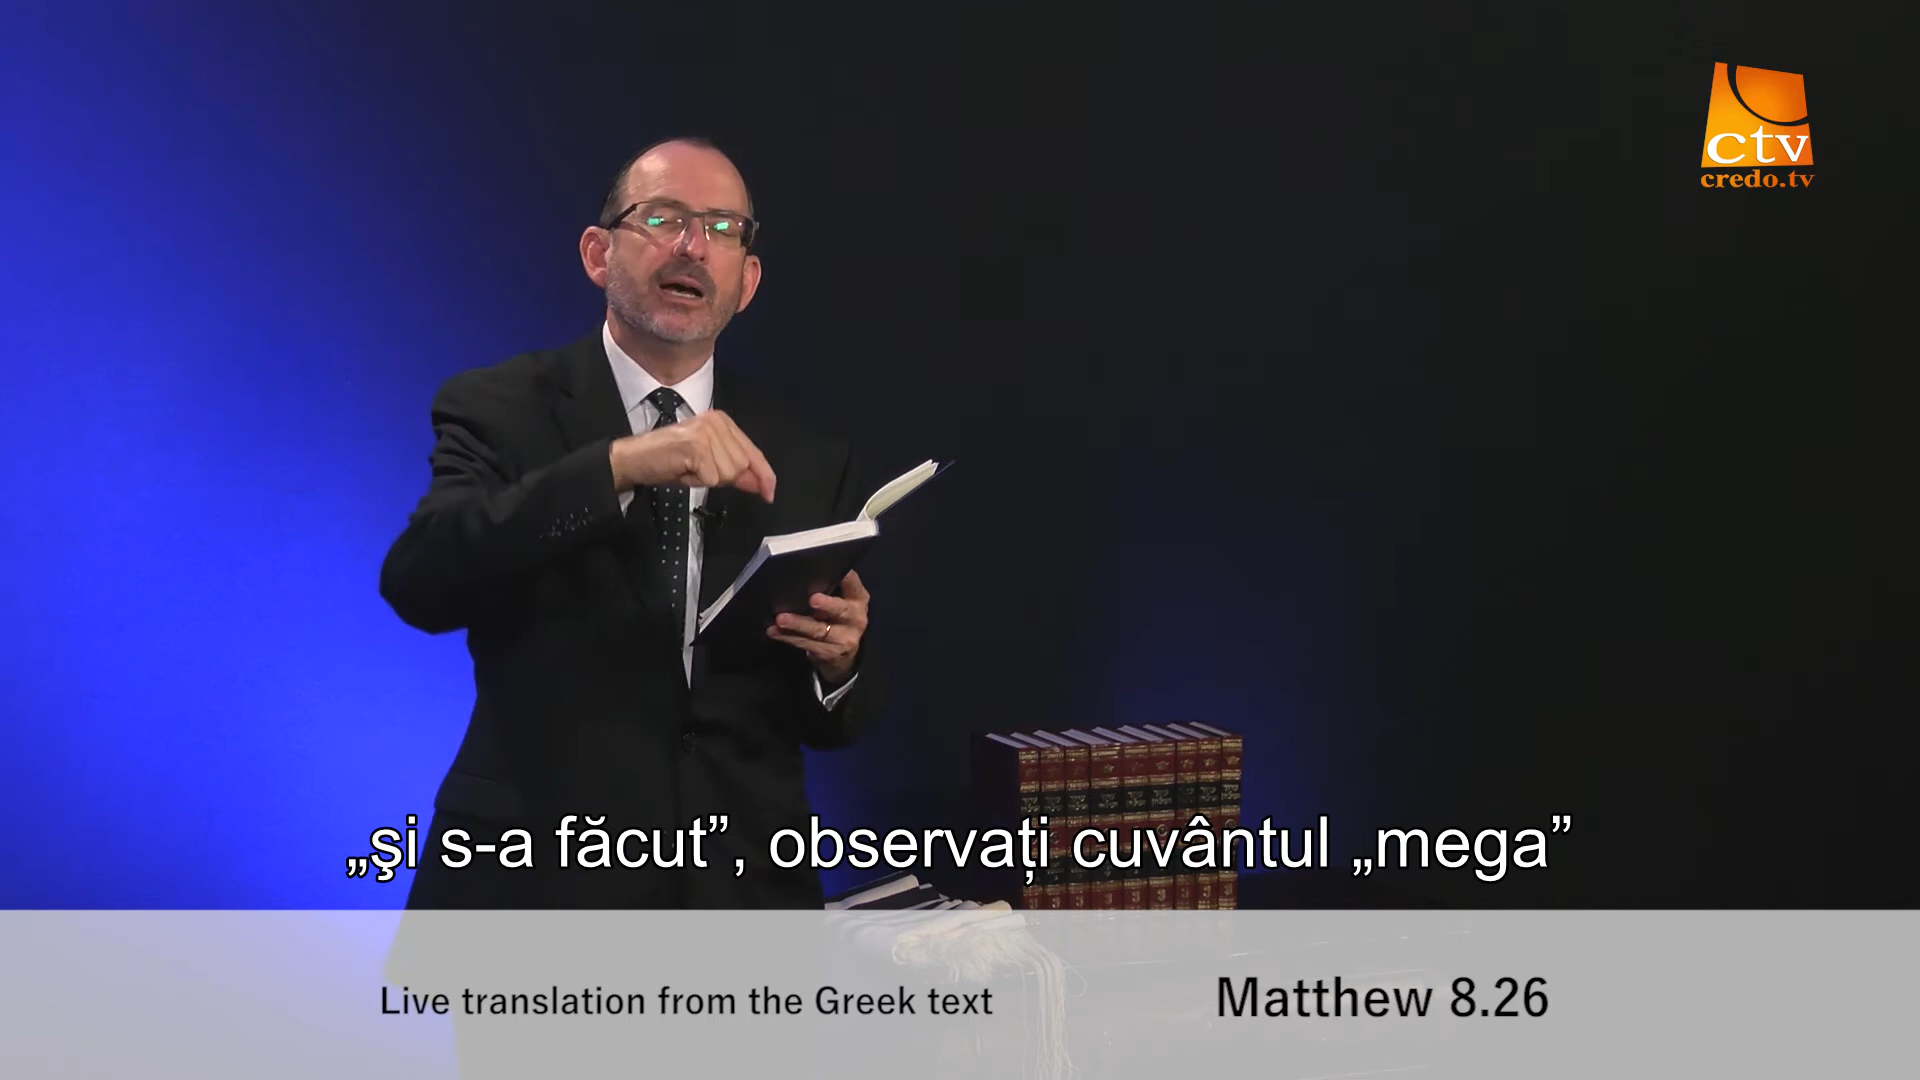 ctv
credo.tv
„şi s-a făcut”, observați cuvântul „mega”
Live translation from the Greek text
Matthew 8.26